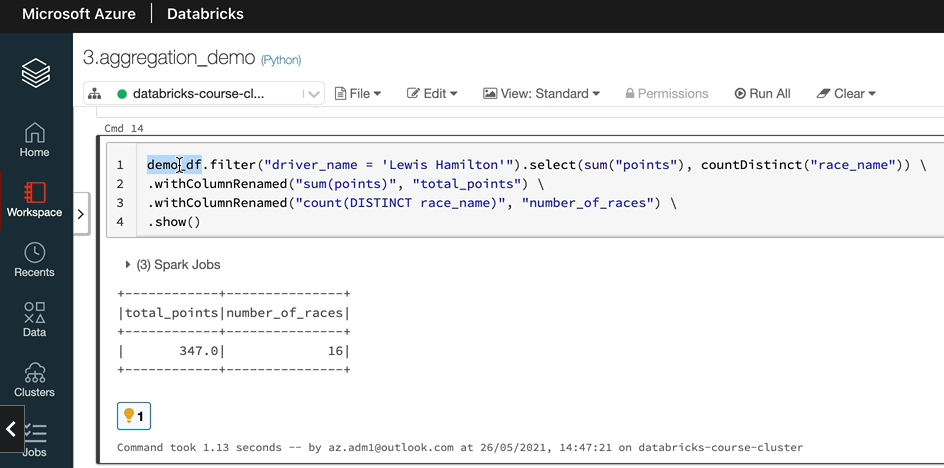 Microsoft Azure | Databricks
3.aggregation_demo (Python)
databricks-course-cl... File Edit View: Standard Permissions Run All Clear
Home
Workspace
Recents
Data
Clusters
Jobs
Cmd 14
1 demo_df.filter("driver_name = 'Lewis Hamilton'").select(sum("points"), countDistinct("race_name")) \
2 .withColumnRenamed("sum(points)", "total_points") \
3 .withColumnRenamed("count(DISTINCT race_name)", "number_of_races") \
4 .show()
(3) Spark Jobs
+------------+---------------+
|total_points|number_of_races|
+------------+---------------+
|       347.0|             16|
+------------+---------------+
1
Command took 1.13 seconds -- by az.adm1@outlook.com at 26/05/2021, 14:47:21 on databricks-course-cluster